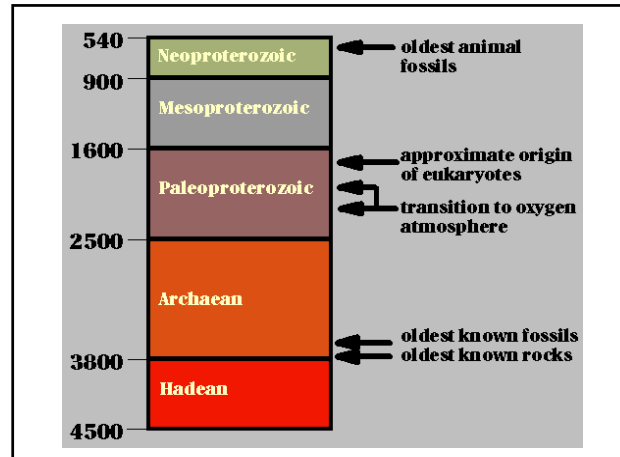 540
Neoproterozoic
oldest animal
fossils
900
Mesoproterozoic
1600
approximate origin
of eukaryotes
Paleoproterozoic
transition to oxygen
atmosphere
2500
Archaean
oldest known fossils
oldest known rocks
3800
Hadean
4500